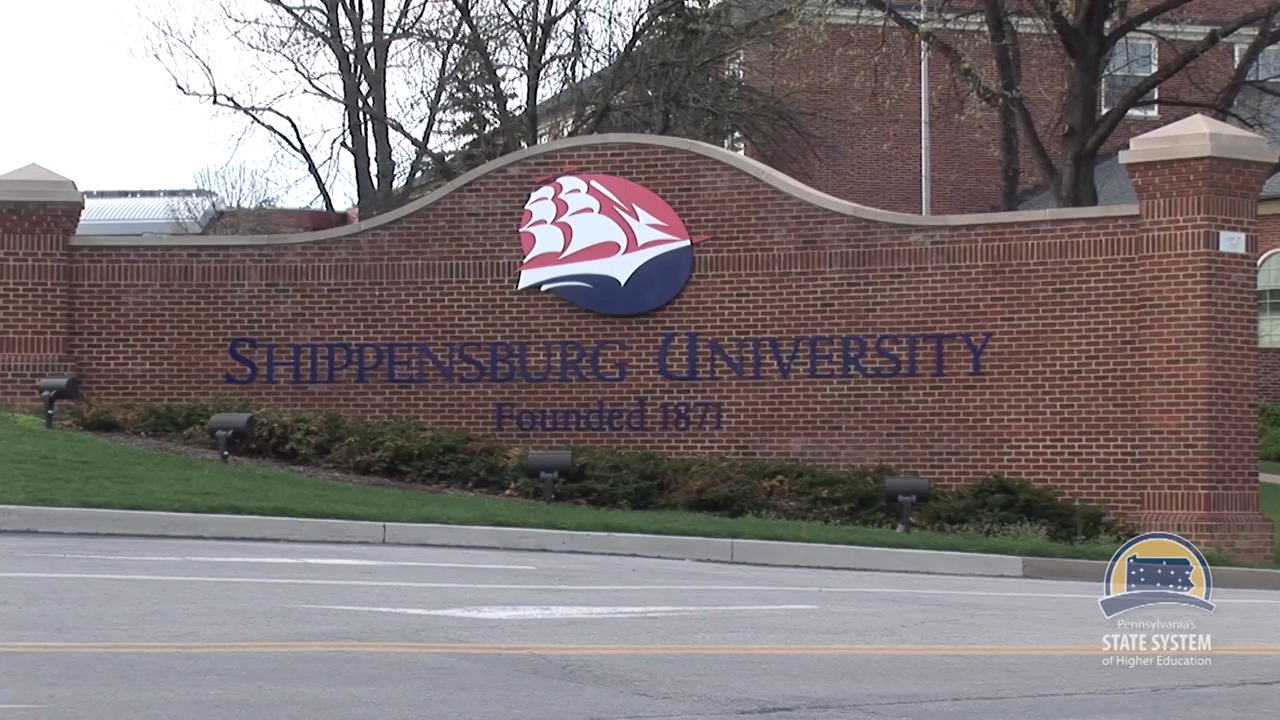 SHIPPENSBURG UNIVERSITY
Founded 1871
Pennsylvania's
STATE SYSTEM
of Higher Education